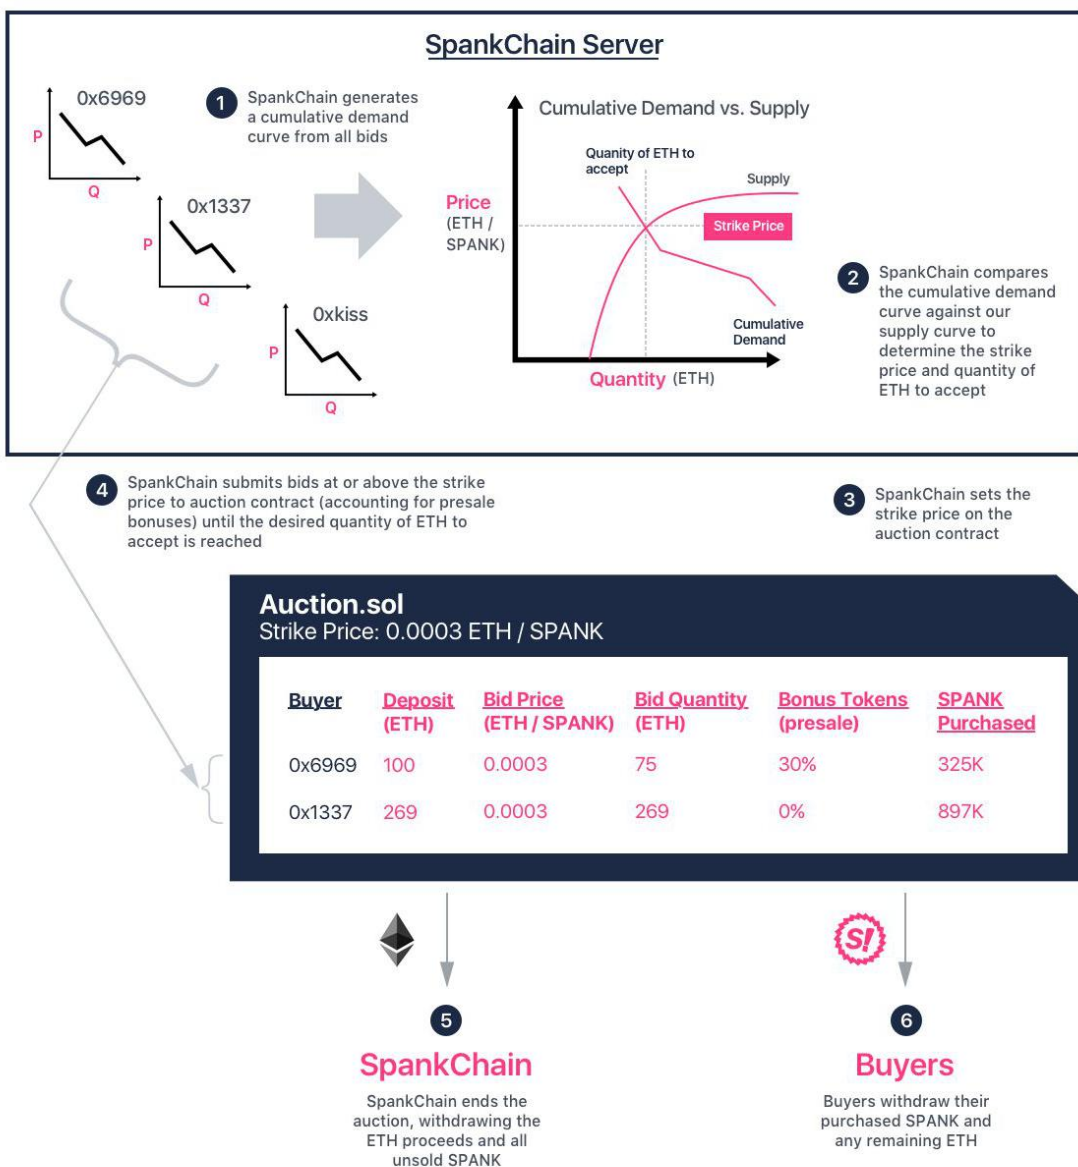 SpankChain Server
0x6969
P
Q
0x1337
P
Q
0xkiss
P
Q
1
SpankChain generates
a cumulative demand
curve from all bids
Cumulative Demand vs. Supply
Quanity of ETH to
accept
Supply
Price
(ETH /
SPANK)
Strike Price
Cumulative
Demand
Quantity (ETH)
2
SpankChain compares
the cumulative demand
curve against our
supply curve to
determine the strike
price and quantity of
ETH to accept
4
SpankChain submits bids at or above the strike
price to auction contract (accounting for presale
bonuses) until the desired quantity of ETH to
accept is reached
3
SpankChain sets the
strike price on the
auction contract
Auction.sol
Strike Price: 0.0003 ETH / SPANK
Buyer Deposit Bid Price Bid Quantity Bonus Tokens SPANK
(ETH) (ETH / SPANK) (ETH) (presale) Purchased
0x6969 100 0.0003 75 30% 325K
0x1337 269 0.0003 269 0% 897K
S!
5
SpankChain
SpankChain ends the
auction, withdrawing the
ETH proceeds and all
unsold SPANK
6
Buyers
Buyers withdraw their
purchased SPANK and
any remaining ETH